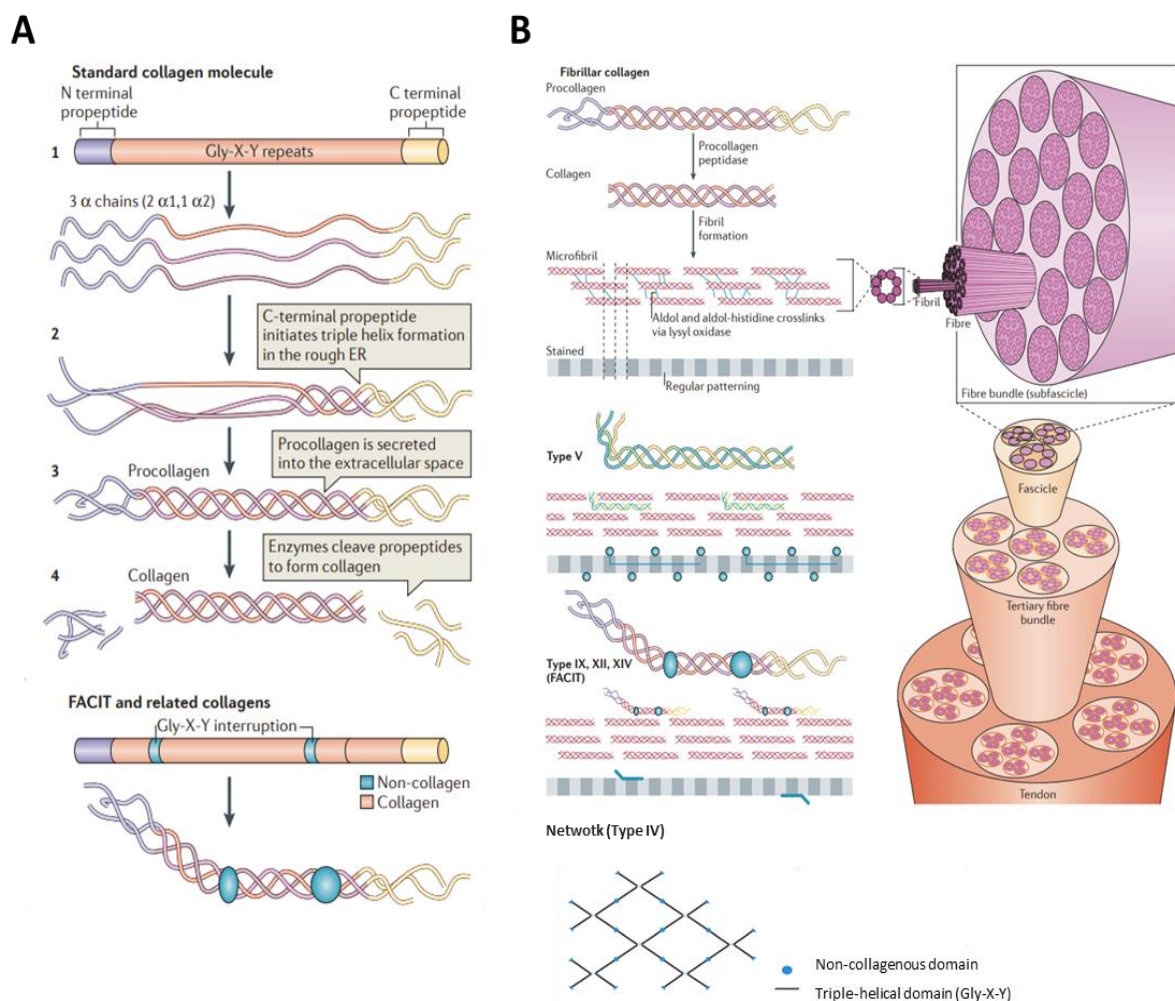 A
Standard collagen molecule
N terminal
propeptide
C terminal
propeptide
1
Gly-X-Y repeats
3 α chains (2 α1,1 α2)
2
C-terminal propeptide
initiates triple helix formation
in the rough ER
3
Procollagen
Procollagen is secreted
into the extracellular space
4
Collagen
Enzymes cleave propeptides
to form collagen
FACIT and related collagens
Gly-X-Y interruption
Non-collagen
Collagen
B
Fibrillar collagen
Procollagen
Procollagen
peptidase
Collagen
Fibril
formation
Microfibril
Aldol and aldol-histidine crosslinks
via lysyl oxidase
Stained
Regular patterning
Type V
Type IX, XII, XIV
(FACIT)
Fibril
Fibre
Fibre bundle (subfascicle)
Fascicle
Tertiary fibre
bundle
Tendon
Netwotk (Type IV)
Non-collagenous domain
Triple-helical domain (Gly-X-Y)